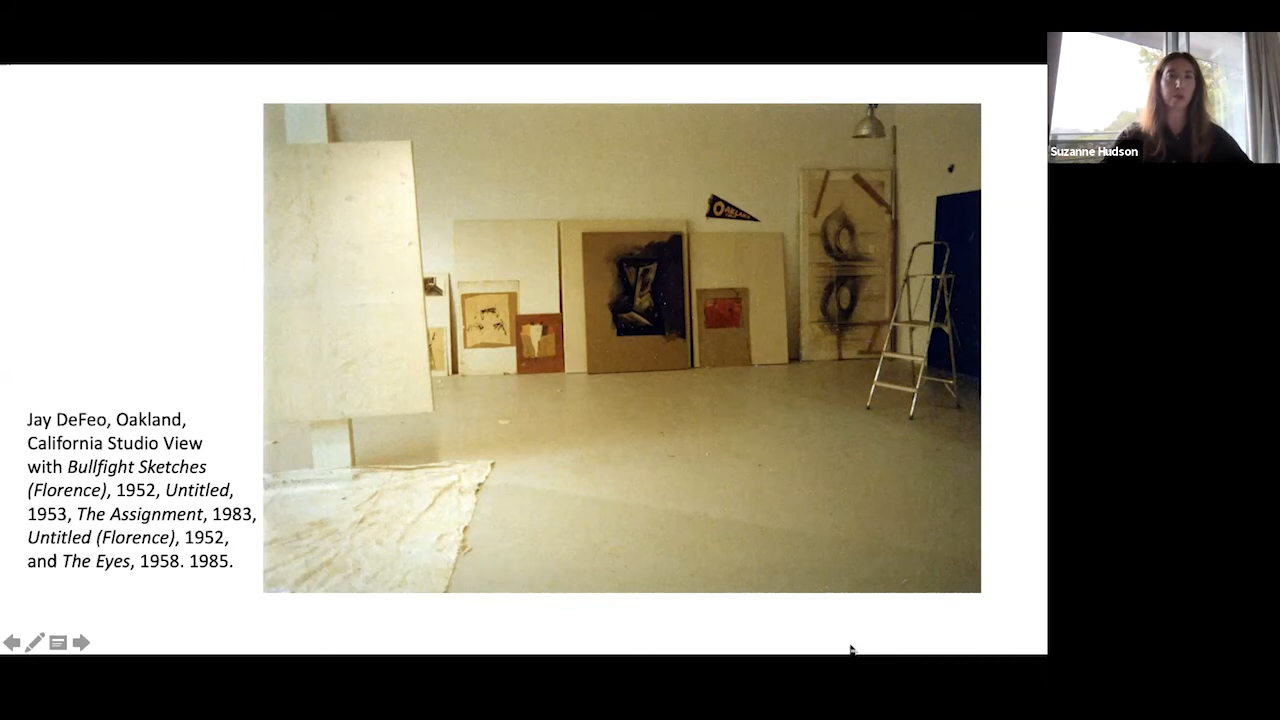 Suzanne Hudson
OAKLAND
Jay DeFeo, Oakland,
California Studio View
with Bullfight Sketches
(Florence), 1952, Untitled,
1953, The Assignment, 1983,
Untitled (Florence), 1952,
and The Eyes, 1958. 1985.